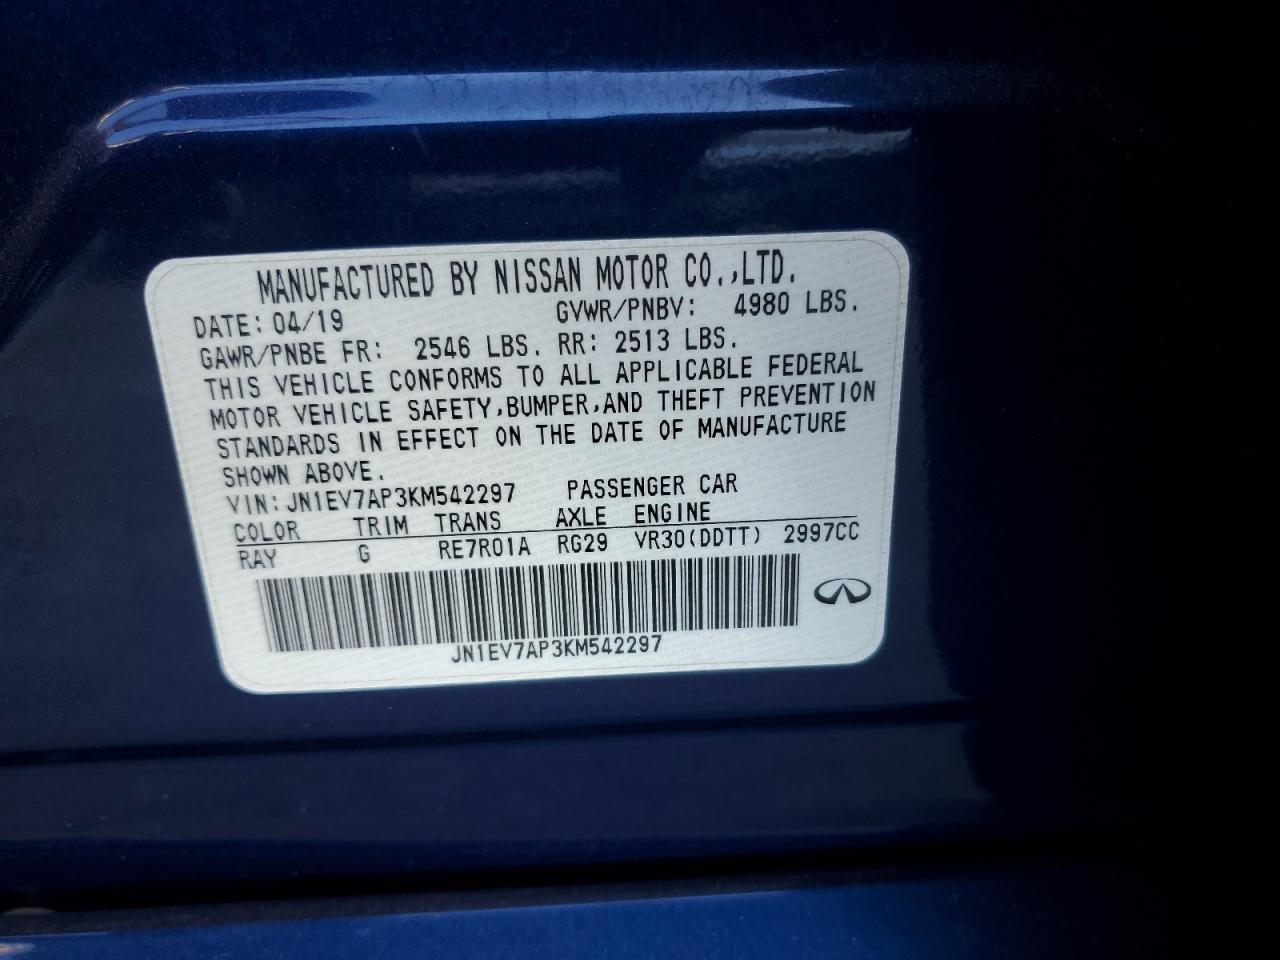 MANUFACTURED BY NISSAN MOTOR CO.,LTD.
DATE: 04/19 GVWR/PNBV: 4980 LBS.
GAWR/PNBE FR: 2546 LBS. RR: 2513 LBS.
THIS VEHICLE CONFORMS TO ALL APPLICABLE FEDERAL
MOTOR VEHICLE SAFETY,BUMPER,AND THEFT PREVENTION
STANDARDS IN EFFECT ON THE DATE OF MANUFACTURE
SHOWN ABOVE.
VIN: JN1EV7AP3KM542297 PASSENGER CAR
COLOR TRIM TRANS AXLE ENGINE
RAY G RE7R01A RG29 VR30(DDTT) 2997CC
JN1EV7AP3KM542297